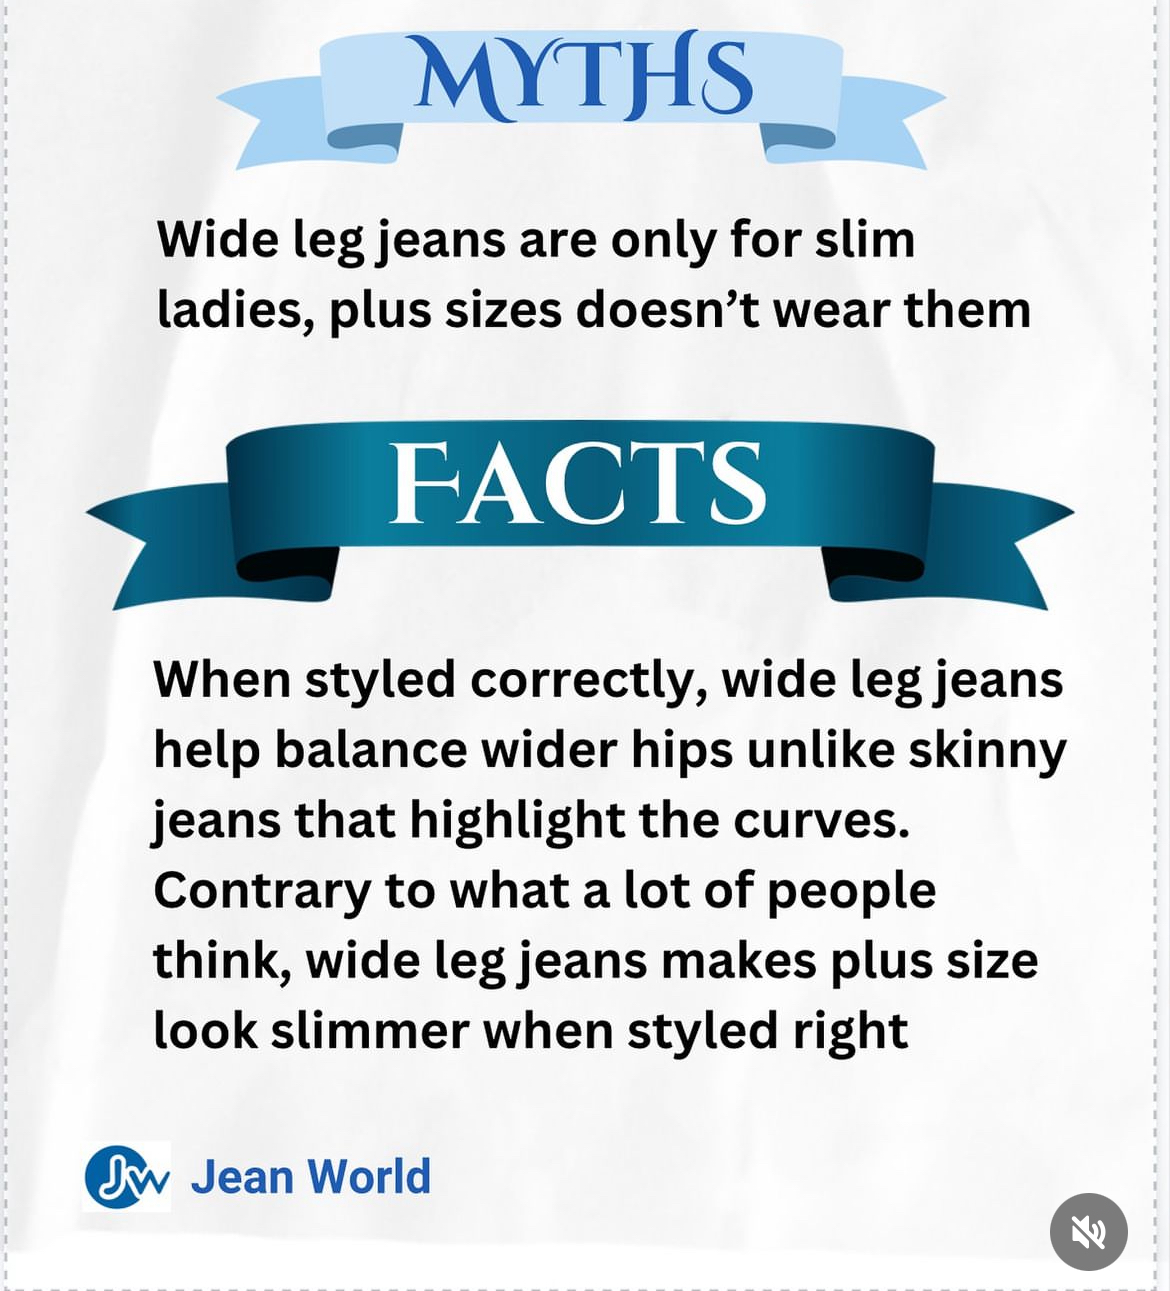 MYTHS
Wide leg jeans are only for slim
ladies, plus sizes doesn’t wear them
FACTS
When styled correctly, wide leg jeans
help balance wider hips unlike skinny
jeans that highlight the curves.
Contrary to what a lot of people
think, wide leg jeans makes plus size
look slimmer when styled right
Jw Jean World